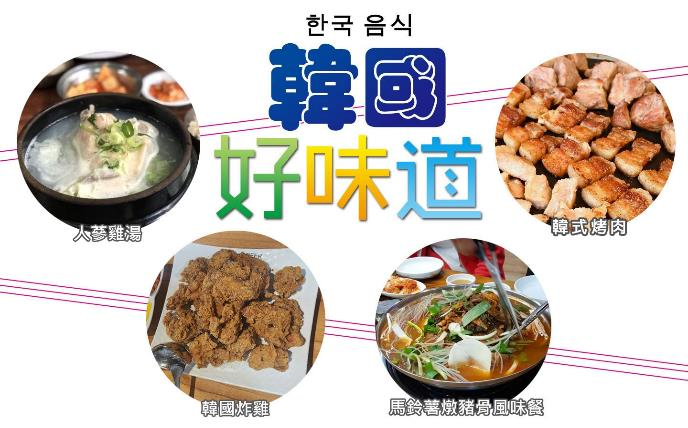 한국 음식
韓國
好味道
人蔘雞湯
韓式烤肉
韓國炸雞
馬鈴薯燉豬骨風味餐